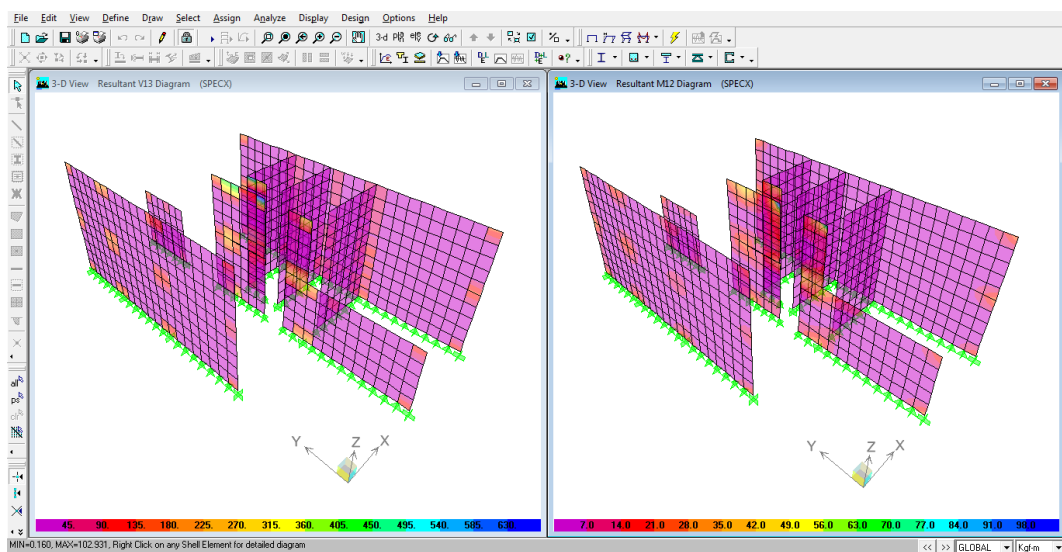 File Edit View Define Draw Select Assign Analyze Display Design Options Help
3-d
3-D View Resultant V13 Diagram (SPECX)
3-D View Resultant M12 Diagram (SPECX)
all
ps
clr
Y Z X
Y Z X
45. 90. 135. 180. 225. 270. 315. 360. 405. 450. 495. 540. 585. 630.
7.0 14.0 21.0 28.0 35.0 42.0 49.0 56.0 63.0 70.0 77.0 84.0 91.0 98.0
MIN=0.160, MAX=102.931, Right Click on any Shell Element for detailed diagram
<< >> GLOBAL Kgf-m